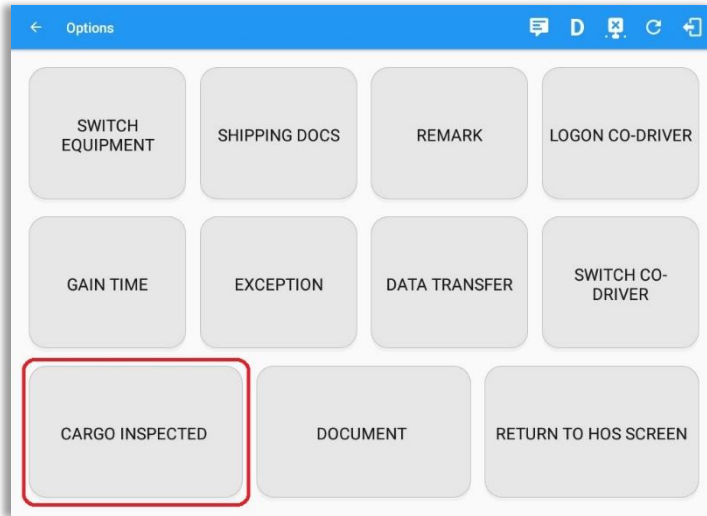 Options
D
SWITCH
EQUIPMENT
SHIPPING DOCS
REMARK
LOGON CO-DRIVER
GAIN TIME
EXCEPTION
DATA TRANSFER
SWITCH CO-
DRIVER
CARGO INSPECTED
DOCUMENT
RETURN TO HOS SCREEN